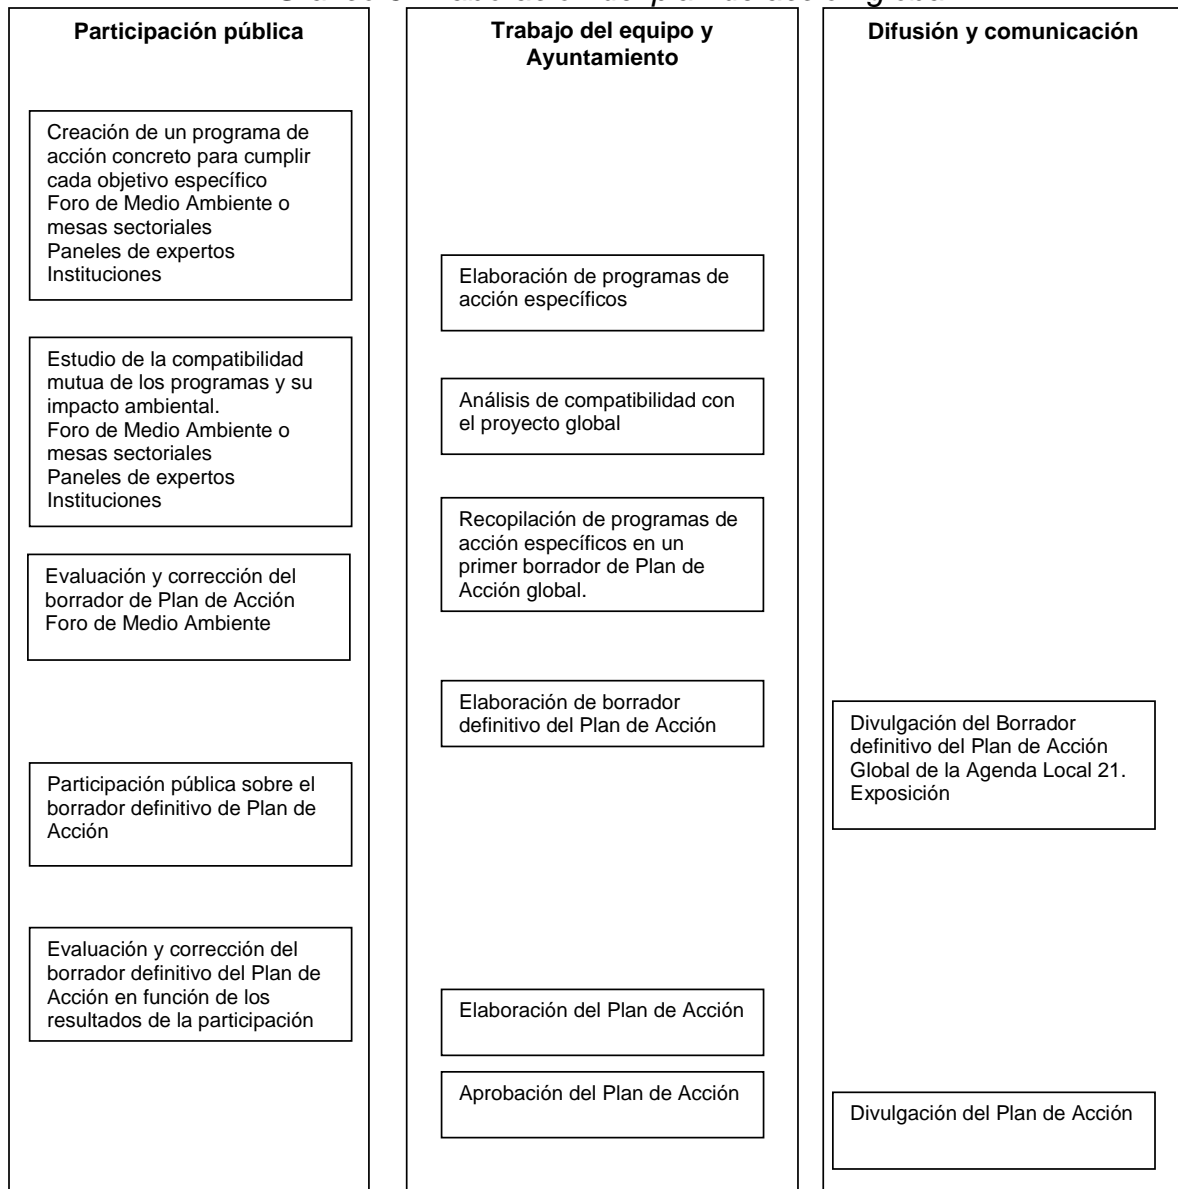 Participación pública
Creación de un programa de
acción concreto para cumplir
cada objetivo específico
Foro de Medio Ambiente o
mesas sectoriales
Paneles de expertos
Instituciones
Estudio de la compatibilidad
mutua de los programas y su
impacto ambiental.
Foro de Medio Ambiente o
mesas sectoriales
Paneles de expertos
Instituciones
Evaluación y corrección del
borrador de Plan de Acción
Foro de Medio Ambiente
Participación pública sobre el
borrador definitivo de Plan de
Acción
Evaluación y corrección del
borrador definitivo del Plan de
Acción en función de los
resultados de la participación
Trabajo del equipo y
Ayuntamiento
Elaboración de programas de
acción específicos
Análisis de compatibilidad con
el proyecto global
Recopilación de programas de
acción específicos en un
primer borrador de Plan de
Acción global.
Elaboración de borrador
definitivo del Plan de Acción
Elaboración del Plan de Acción
Aprobación del Plan de Acción
Difusión y comunicación
Divulgación del Borrador
definitivo del Plan de Acción
Global de la Agenda Local 21.
Exposición
Divulgación del Plan de Acción